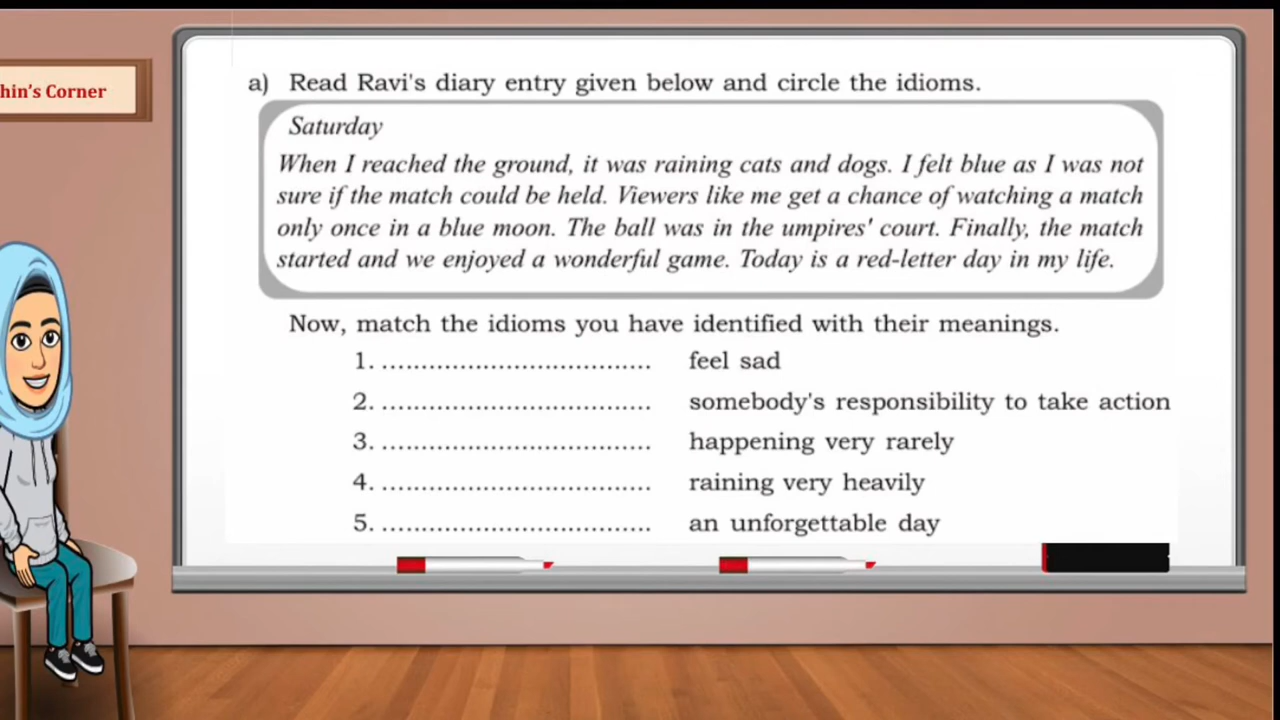 hin's Corner
a) Read Ravi's diary entry given below and circle the idioms.
Saturday
When I reached the ground, it was raining cats and dogs. I felt blue as I was not
sure if the match could be held. Viewers like me get a chance of watching a match
only once in a blue moon. The ball was in the umpires' court. Finally, the match
started and we enjoyed a wonderful game. Today is a red-letter day in my life.
Now, match the idioms you have identified with their meanings.
1. .................................. feel sad
2. .................................. somebody's responsibility to take action
3. .................................. happening very rarely
4. .................................. raining very heavily
5. .................................. an unforgettable day